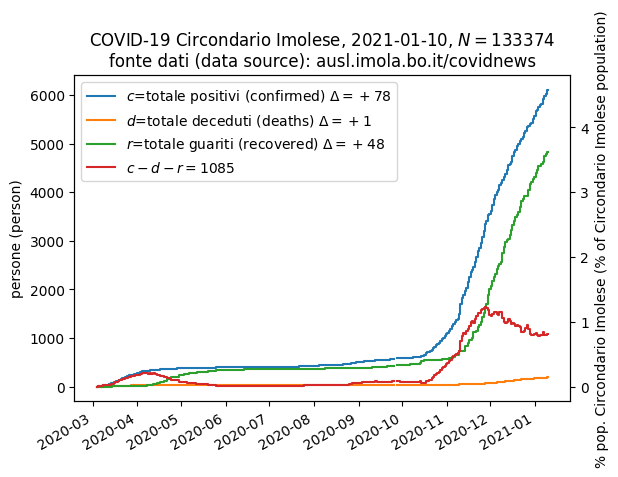 COVID-19 Circondario Imolese, 2021-01-10, N = 133374
fonte dati (data source): ausl.imola.bo.it/covidnews
c=totale positivi (confirmed) Δ = +78
d=totale deceduti (deaths) Δ = +1
r=totale guariti (recovered) Δ = +48
c − d − r = 1085
persone (person)
6000
5000
4000
3000
2000
1000
0
4
3
2
1
0
% pop. Circondario Imolese (% of Circondario Imolese population)
2020-03
2020-04
2020-05
2020-06
2020-07
2020-08
2020-09
2020-10
2020-11
2020-12
2021-01